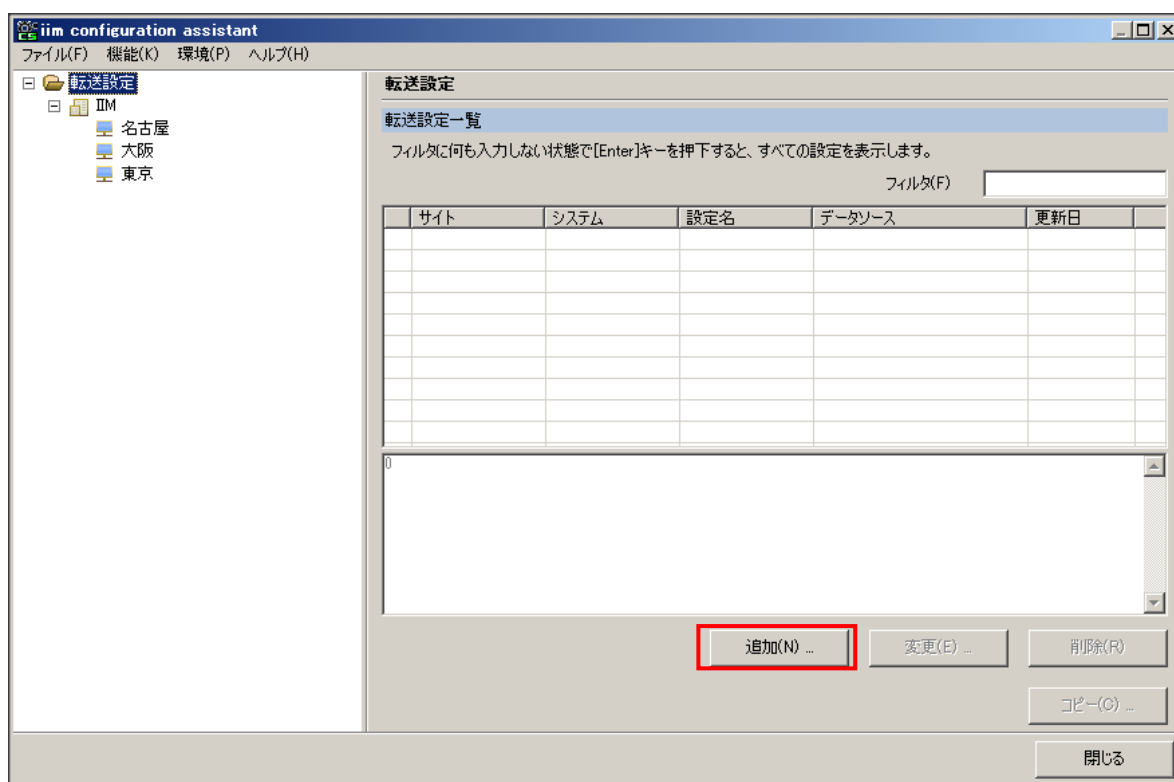 iim configuration assistant
ファイル(F) 機能(K) 環境(P) ヘルプ(H)
転送設定
IIM
名古屋
大阪
東京
転送設定
転送設定一覧
フィルタに何も入力しない状態で[Enter]キーを押下すると、すべての設定を表示します。
フィルタ(F)
サイト システム 設定名 データソース 更新日
0
追加(N) ... 変更(E) ... 削除(R)
コピー(C) ...
閉じる